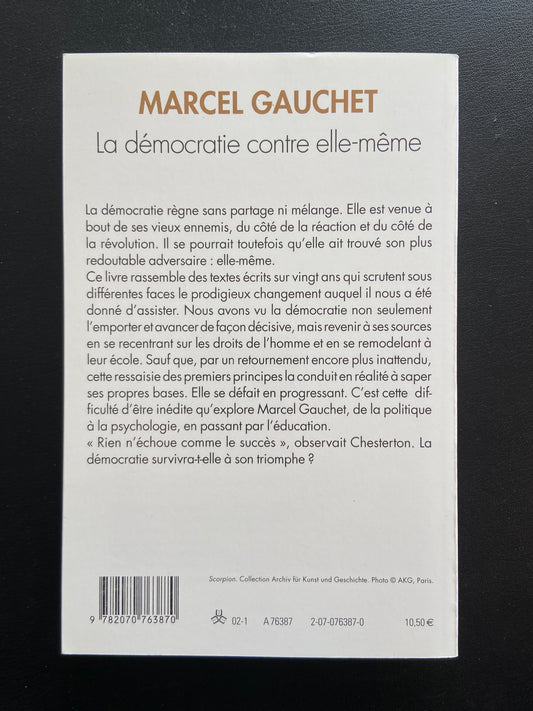 MARCEL GAUCHET
La démocratie contre elle-même
La démocratie règne sans partage ni mélange. Elle est venue à
bout de ses vieux ennemis, du côté de la réaction et du côté de
la révolution. Il se pourrait toutefois qu'elle ait trouvé son plus
redoutable adversaire : elle-même.
Ce livre rassemble des textes écrits sur vingt ans qui scrutent sous
différentes faces le prodigieux changement auquel il nous a été
donné d'assister. Nous avons vu la démocratie non seulement
l'emporter et avancer de façon décisive, mais revenir à ses sources
en se recentrant sur les droits de l'homme et en se remodelant à
leur école. Sauf que, par un retournement encore plus inattendu,
cette ressaisie des premiers principes la conduit en réalité à saper
ses propres bases. Elle se défait en progressant. C'est cette dif-
ficulté d'être inédite qu'explore Marcel Gauchet, de la politique
à la psychologie, en passant par l'éducation.
« Rien n'échoue comme le succès », observait Chesterton. La
démocratie survivra-t-elle à son triomphe ?
Scorpion. Collection Archiv für Kunst und Geschichte. Photo © AKG, Paris.
9 782070 763870
02-1 A 76387 2-07-076387-0 10,50 €